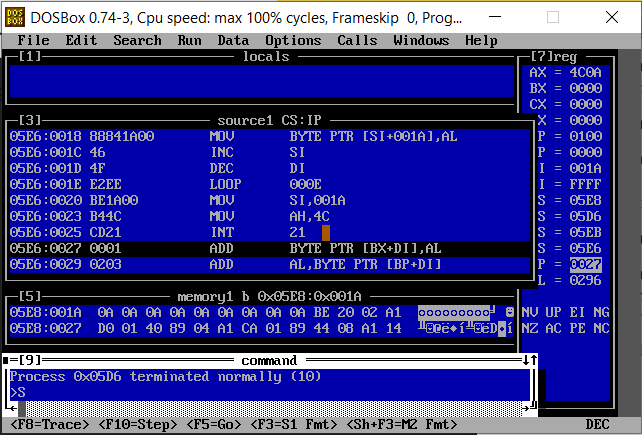 DOSBox 0.74-3, Cpu speed: max 100% cycles, Frameskip 0, Prog...
File Edit Search Run Data Options Calls Windows Help
[1] locals
[7]reg
AX = 4C0A
BX = 0000
CX = 0000
X = 0000
P = 0100
P = 0000
I = 001A
I = FFFF
S = 05E8
S = 05D6
S = 05EB
S = 05E6
P = 0027
L = 0296
NV UP EI NG
NZ AC PE NC
[3] source1 CS:IP
05E6:0018 88841A00 MOV BYTE PTR [SI+001A],AL
05E6:001C 46 INC SI
05E6:001D 4F DEC DI
05E6:001E E2EE LOOP 000E
05E6:0020 BE1A00 MOV SI,001A
05E6:0023 B44C MOV AH,4C
05E6:0025 CD21 INT 21
05E6:0027 0001 ADD BYTE PTR [BX+DI],AL
05E6:0029 0203 ADD AL,BYTE PTR [BP+DI]
[5] memory1 b 0x05E8:0x001A
05E8:001A 0A 0A 0A 0A 0A 0A 0A 0A 0A BE 20 02 A1
05E8:0027 D0 01 40 89 04 A1 CA 01 89 44 08 A1 14
[9] command
Process 0x05D6 terminated normally (10)
>S
<F8=Trace> <F10=Step> <F5=Go> <F3=S1 Fmt> <Sh+F3=M2 Fmt> DEC